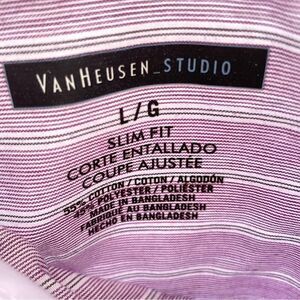 VANHEUSEN_STUDIO
L/G
SLIM FIT
CORTE ENTALLADO
COUPE AJUSTÉE
55% COTTON / COTON / ALGODÓN
45% POLYESTER / POLIÉSTER
MADE IN BANGLADESH
FABRIQUÉ AU BANGLADESH
HECHO EN BANGLADESH